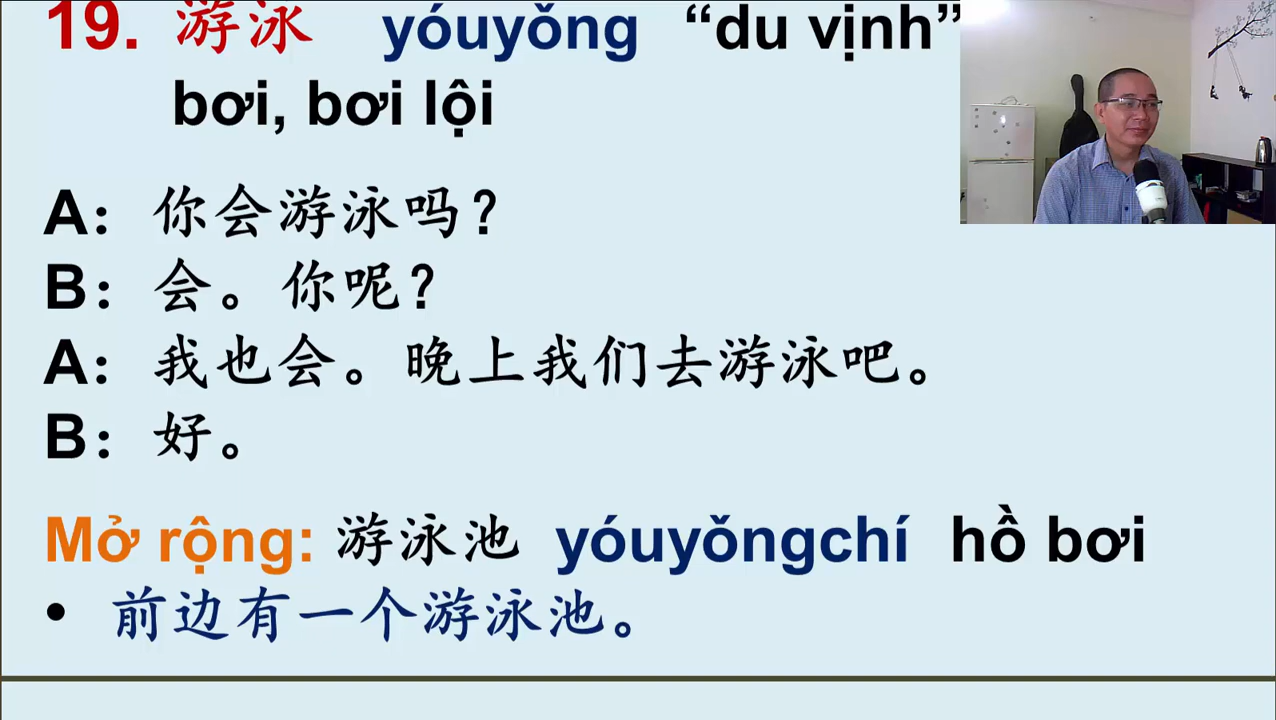 19. 游泳 yóuyǒng “du vịnh”
bơi, bơi lội
A：你会游泳吗？
B：会。你呢？
A：我也会。晚上我们去游泳吧。
B：好。
Mở rộng: 游泳池 yóuyǒngchí hồ bơi
• 前边有一个游泳池。